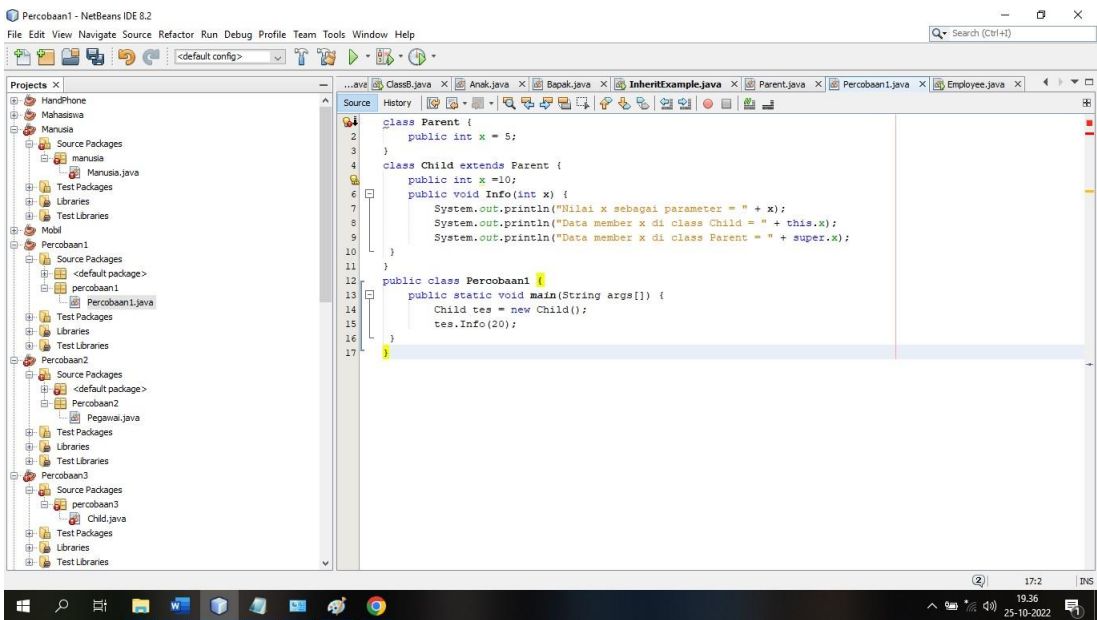 Percobaan1 - NetBeans IDE 8.2
File Edit View Navigate Source Refactor Run Debug Profile Team Tools Window Help
Search (Ctrl+I)
<default config>
Projects
...ava ClassB.java Anak.java Bapak.java InheritExample.java Parent.java Percobaan1.java Employee.java
HandPhone
Mahasiswa
Manusia
Source Packages
manusia
Manusia.java
Test Packages
Libraries
Test Libraries
Mobil
Percobaan1
Source Packages
<default package>
percobaan1
Percobaan1.java
Test Packages
Libraries
Test Libraries
Percobaan2
Source Packages
<default package>
Percobaan2
Pegawai.java
Test Packages
Libraries
Test Libraries
Percobaan3
Source Packages
percobaan3
Child.java
Test Packages
Libraries
Test Libraries
Source History
class Parent {
2 public int x = 5;
3 }
4 class Child extends Parent {
public int x =10;
6 public void Info(int x) {
7 System.out.println("Nilai x sebagai parameter = " + x);
8 System.out.println("Data member x di class Child = " + this.x);
9 System.out.println("Data member x di class Parent = " + super.x);
10 }
11 }
12 public class Percobaan1 {
13 public static void main(String args[]) {
14 Child tes = new Child();
15 tes.Info(20);
16 }
17 }
2 17:2 INS
19.36
25-10-2022
1